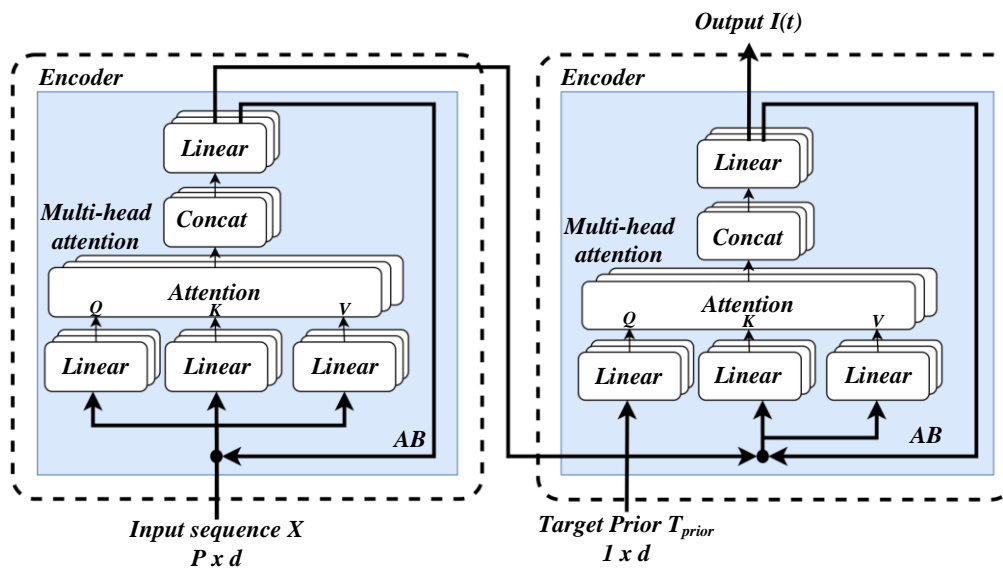 Output I(t)
Encoder
Linear
Concat
Multi-head
attention
Attention
Q K V
Linear Linear Linear
AB
Input sequence X
P x d
Encoder
Linear
Concat
Multi-head
attention
Attention
Q K V
Linear Linear Linear
AB
Target Prior T_prior
1 x d